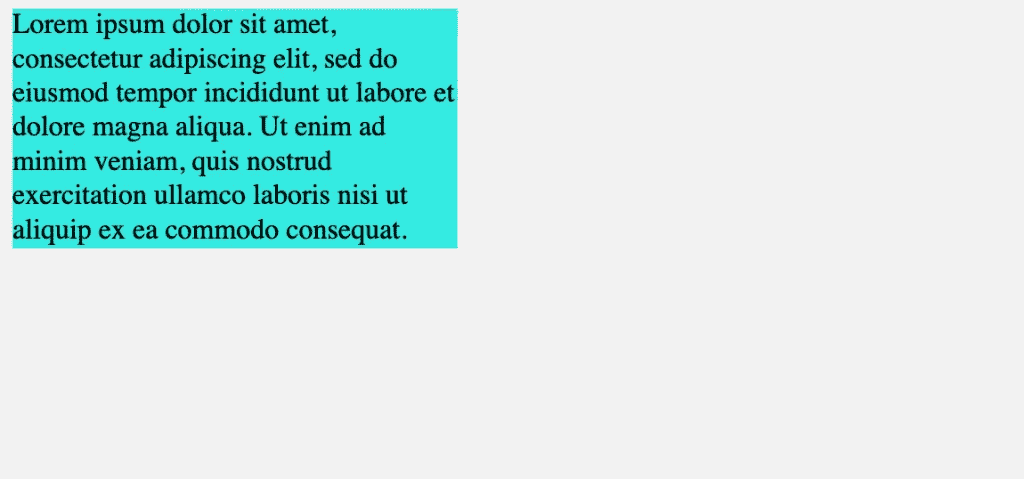 Lorem ipsum dolor sit amet,
consectetur adipiscing elit, sed do
eiusmod tempor incididunt ut labore et
dolore magna aliqua. Ut enim ad
minim veniam, quis nostrud
exercitation ullamco laboris nisi ut
aliquip ex ea commodo consequat.